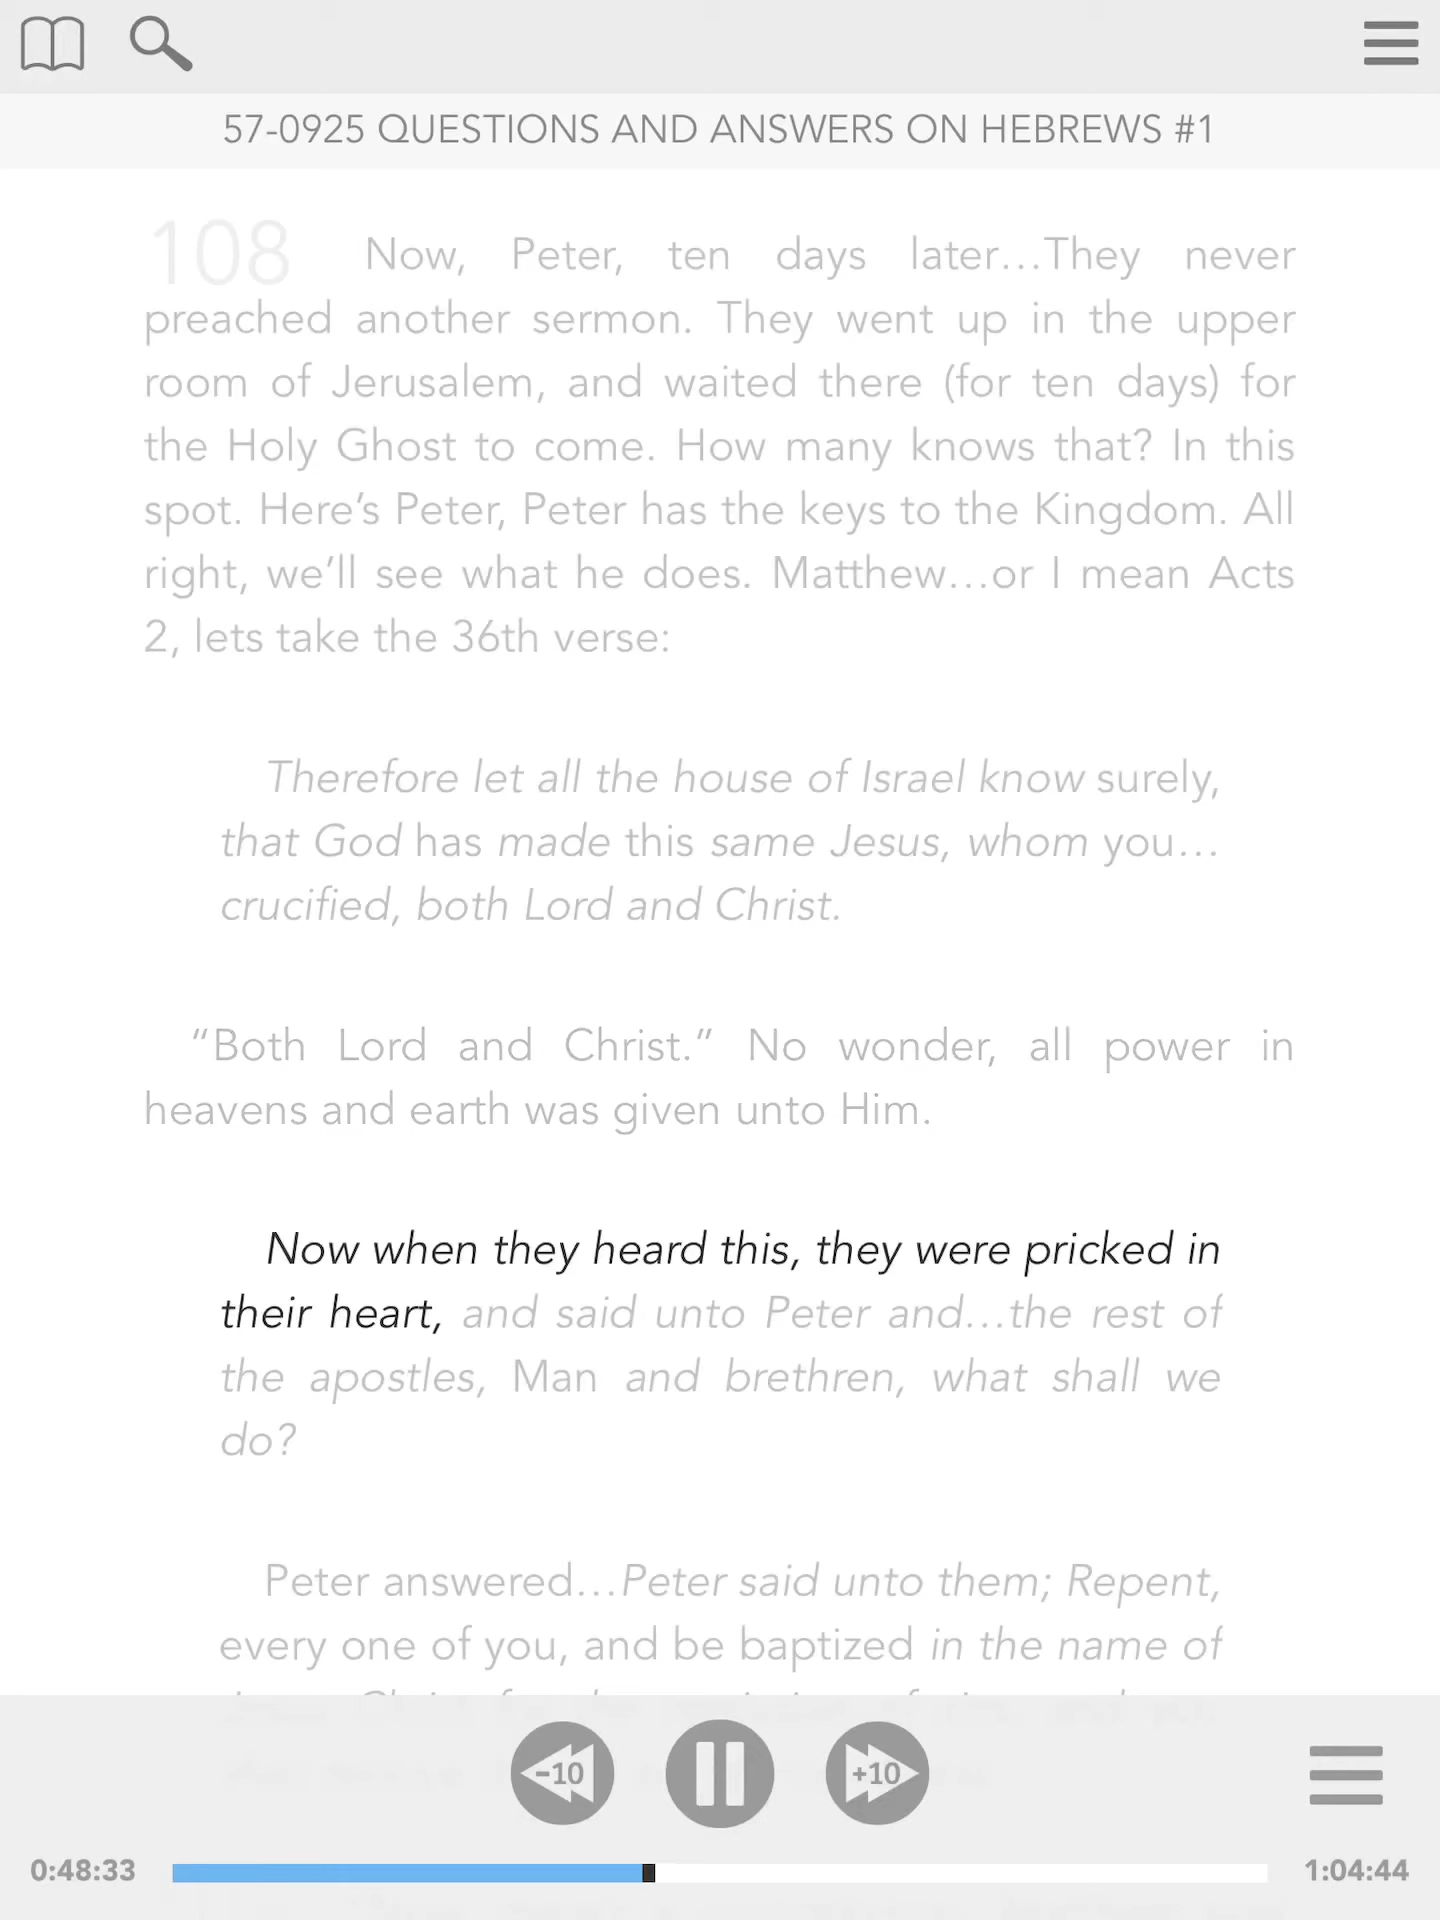 57-0925 QUESTIONS AND ANSWERS ON HEBREWS #1
108 Now, Peter, ten days later…They never
preached another sermon. They went up in the upper
room of Jerusalem, and waited there (for ten days) for
the Holy Ghost to come. How many knows that? In this
spot. Here’s Peter, Peter has the keys to the Kingdom. All
right, we’ll see what he does. Matthew…or I mean Acts
2, lets take the 36th verse:
Therefore let all the house of Israel know surely,
that God has made this same Jesus, whom you…
crucified, both Lord and Christ.
“Both Lord and Christ.” No wonder, all power in
heavens and earth was given unto Him.
Now when they heard this, they were pricked in
their heart, and said unto Peter and…the rest of
the apostles, Man and brethren, what shall we
do?
Peter answered…Peter said unto them; Repent,
every one of you, and be baptized in the name of
-10 +10
0:48:33 1:04:44